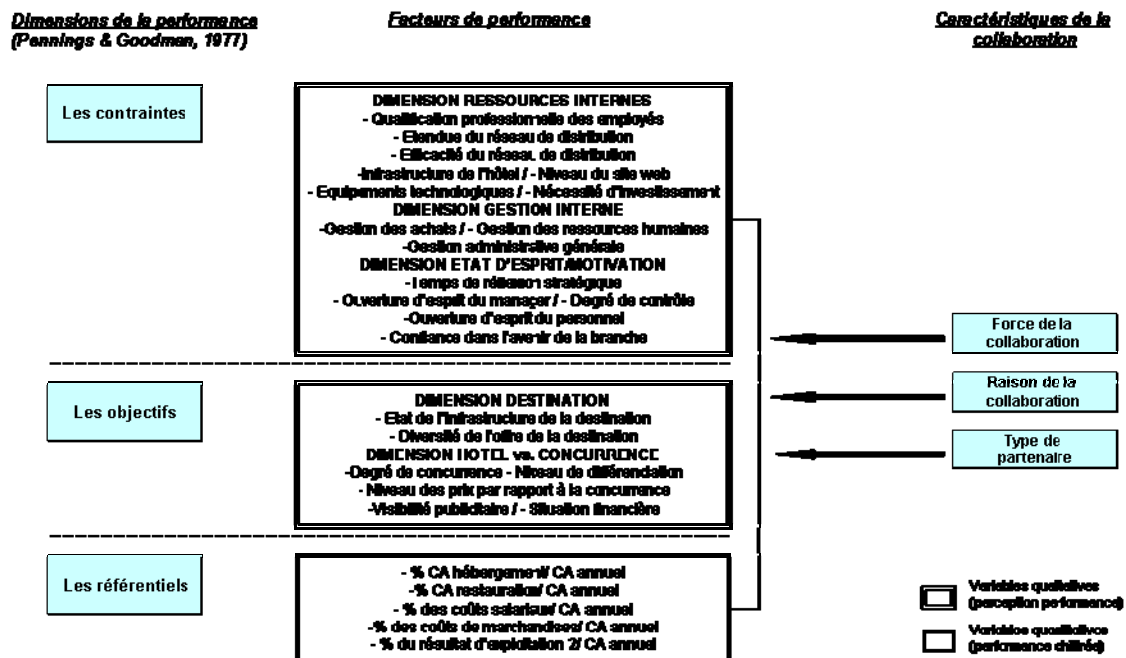 Dimensions de la performance
(Pennings & Goodman, 1977)
Facteurs de performance
Caractéristiques de la
collaboration
Les contraintes
DIMENSION RESSOURCES INTERNES
- Qualification professionnelle des employés
- Etendue du réseau de distribution
- Efficacité du réseau de distribution
-Infrastructure de l'hôtel / - Niveau du site web
- Equipements technologiques / - Nécessité d'investissement
DIMENSION GESTION INTERNE
-Gestion des achats / - Gestion des ressources humaines
-Gestion administrative générale
DIMENSION ETAT D'ESPRIT/MOTIVATION
-Temps de réflexion stratégique
- Ouverture d'esprit du manager / - Degré de contrôle
-Ouverture d'esprit du personnel
- Confiance dans l'avenir de la branche
Force de la
collaboration
Raison de la
collaboration
Type de
partenaire
Les objectifs
DIMENSION DESTINATION
- Etat de l'infrastructure de la destination
- Diversité de l'offre de la destination
DIMENSION HOTEL vs. CONCURRENCE
-Degré de concurrence - Niveau de différenciation
- Niveau des prix par rapport à la concurrence
-Visibilité publicitaire / - Situation financière
Les référentiels
- % CA hébergement/ CA annuel
-% CA restauration/ CA annuel
- % des coûts salariaux/ CA annuel
-% des coûts de marchandises/ CA annuel
- % du résultat d'exploitation 2/ CA annuel
Variables qualitatives
(perception performance)
Variables quantitatives
(performance chiffrée)